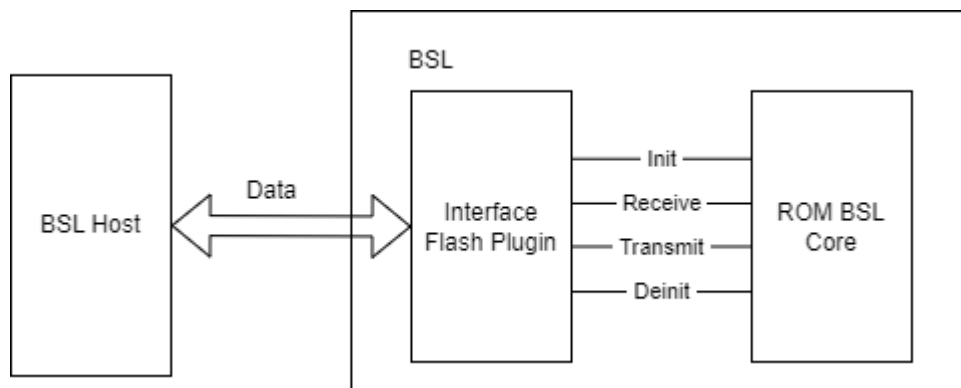 BSL
BSL Host
Data
Interface
Flash Plugin
Init
Receive
Transmit
Deinit
ROM BSL
Core